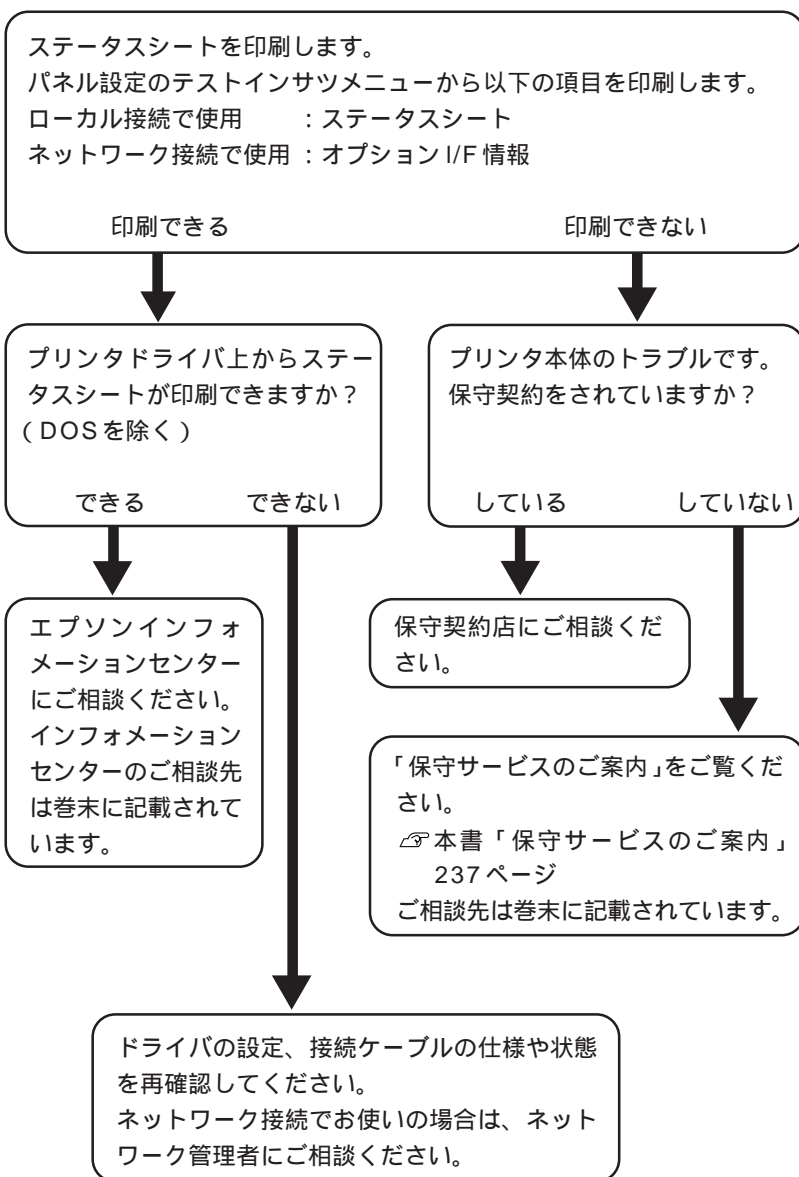 ステータスシートを印刷します。
パネル設定のテストインサツメニューから以下の項目を印刷します。
ローカル接続で使用　　：ステータスシート
ネットワーク接続で使用：オプションI/F情報
印刷できる　　印刷できない
プリンタドライバ上からステー
タスシートが印刷できますか？
（DOSを除く）
できる　　できない
プリンタ本体のトラブルです。
保守契約をされていますか？
している　　していない
エプソンインフォ
メーションセンター
にご相談ください。
インフォメーション
センターのご相談先
は巻末に記載されて
います。
保守契約店にご相談くだ
さい。
「保守サービスのご案内」をご覧くだ
さい。
☞本書「保守サービスのご案内」
237ページ
ご相談先は巻末に記載されています。
ドライバの設定、接続ケーブルの仕様や状態
を再確認してください。
ネットワーク接続でお使いの場合は、ネット
ワーク管理者にご相談ください。